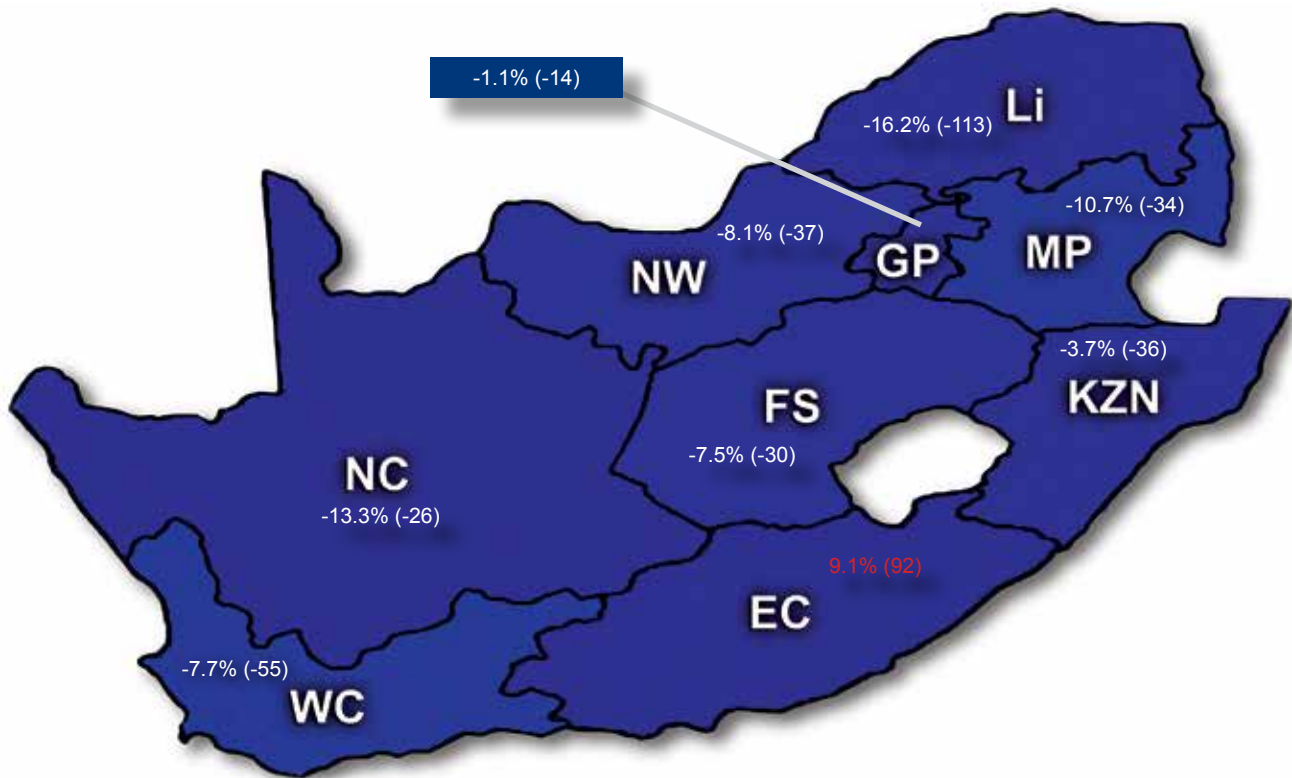 -1.1% (-14)
Li
-16.2% (-113)
-10.7% (-34)
MP
-8.1% (-37)
NW
GP
-3.7% (-36)
KZN
FS
-7.5% (-30)
NC
-13.3% (-26)
9.1% (92)
EC
-7.7% (-55)
WC